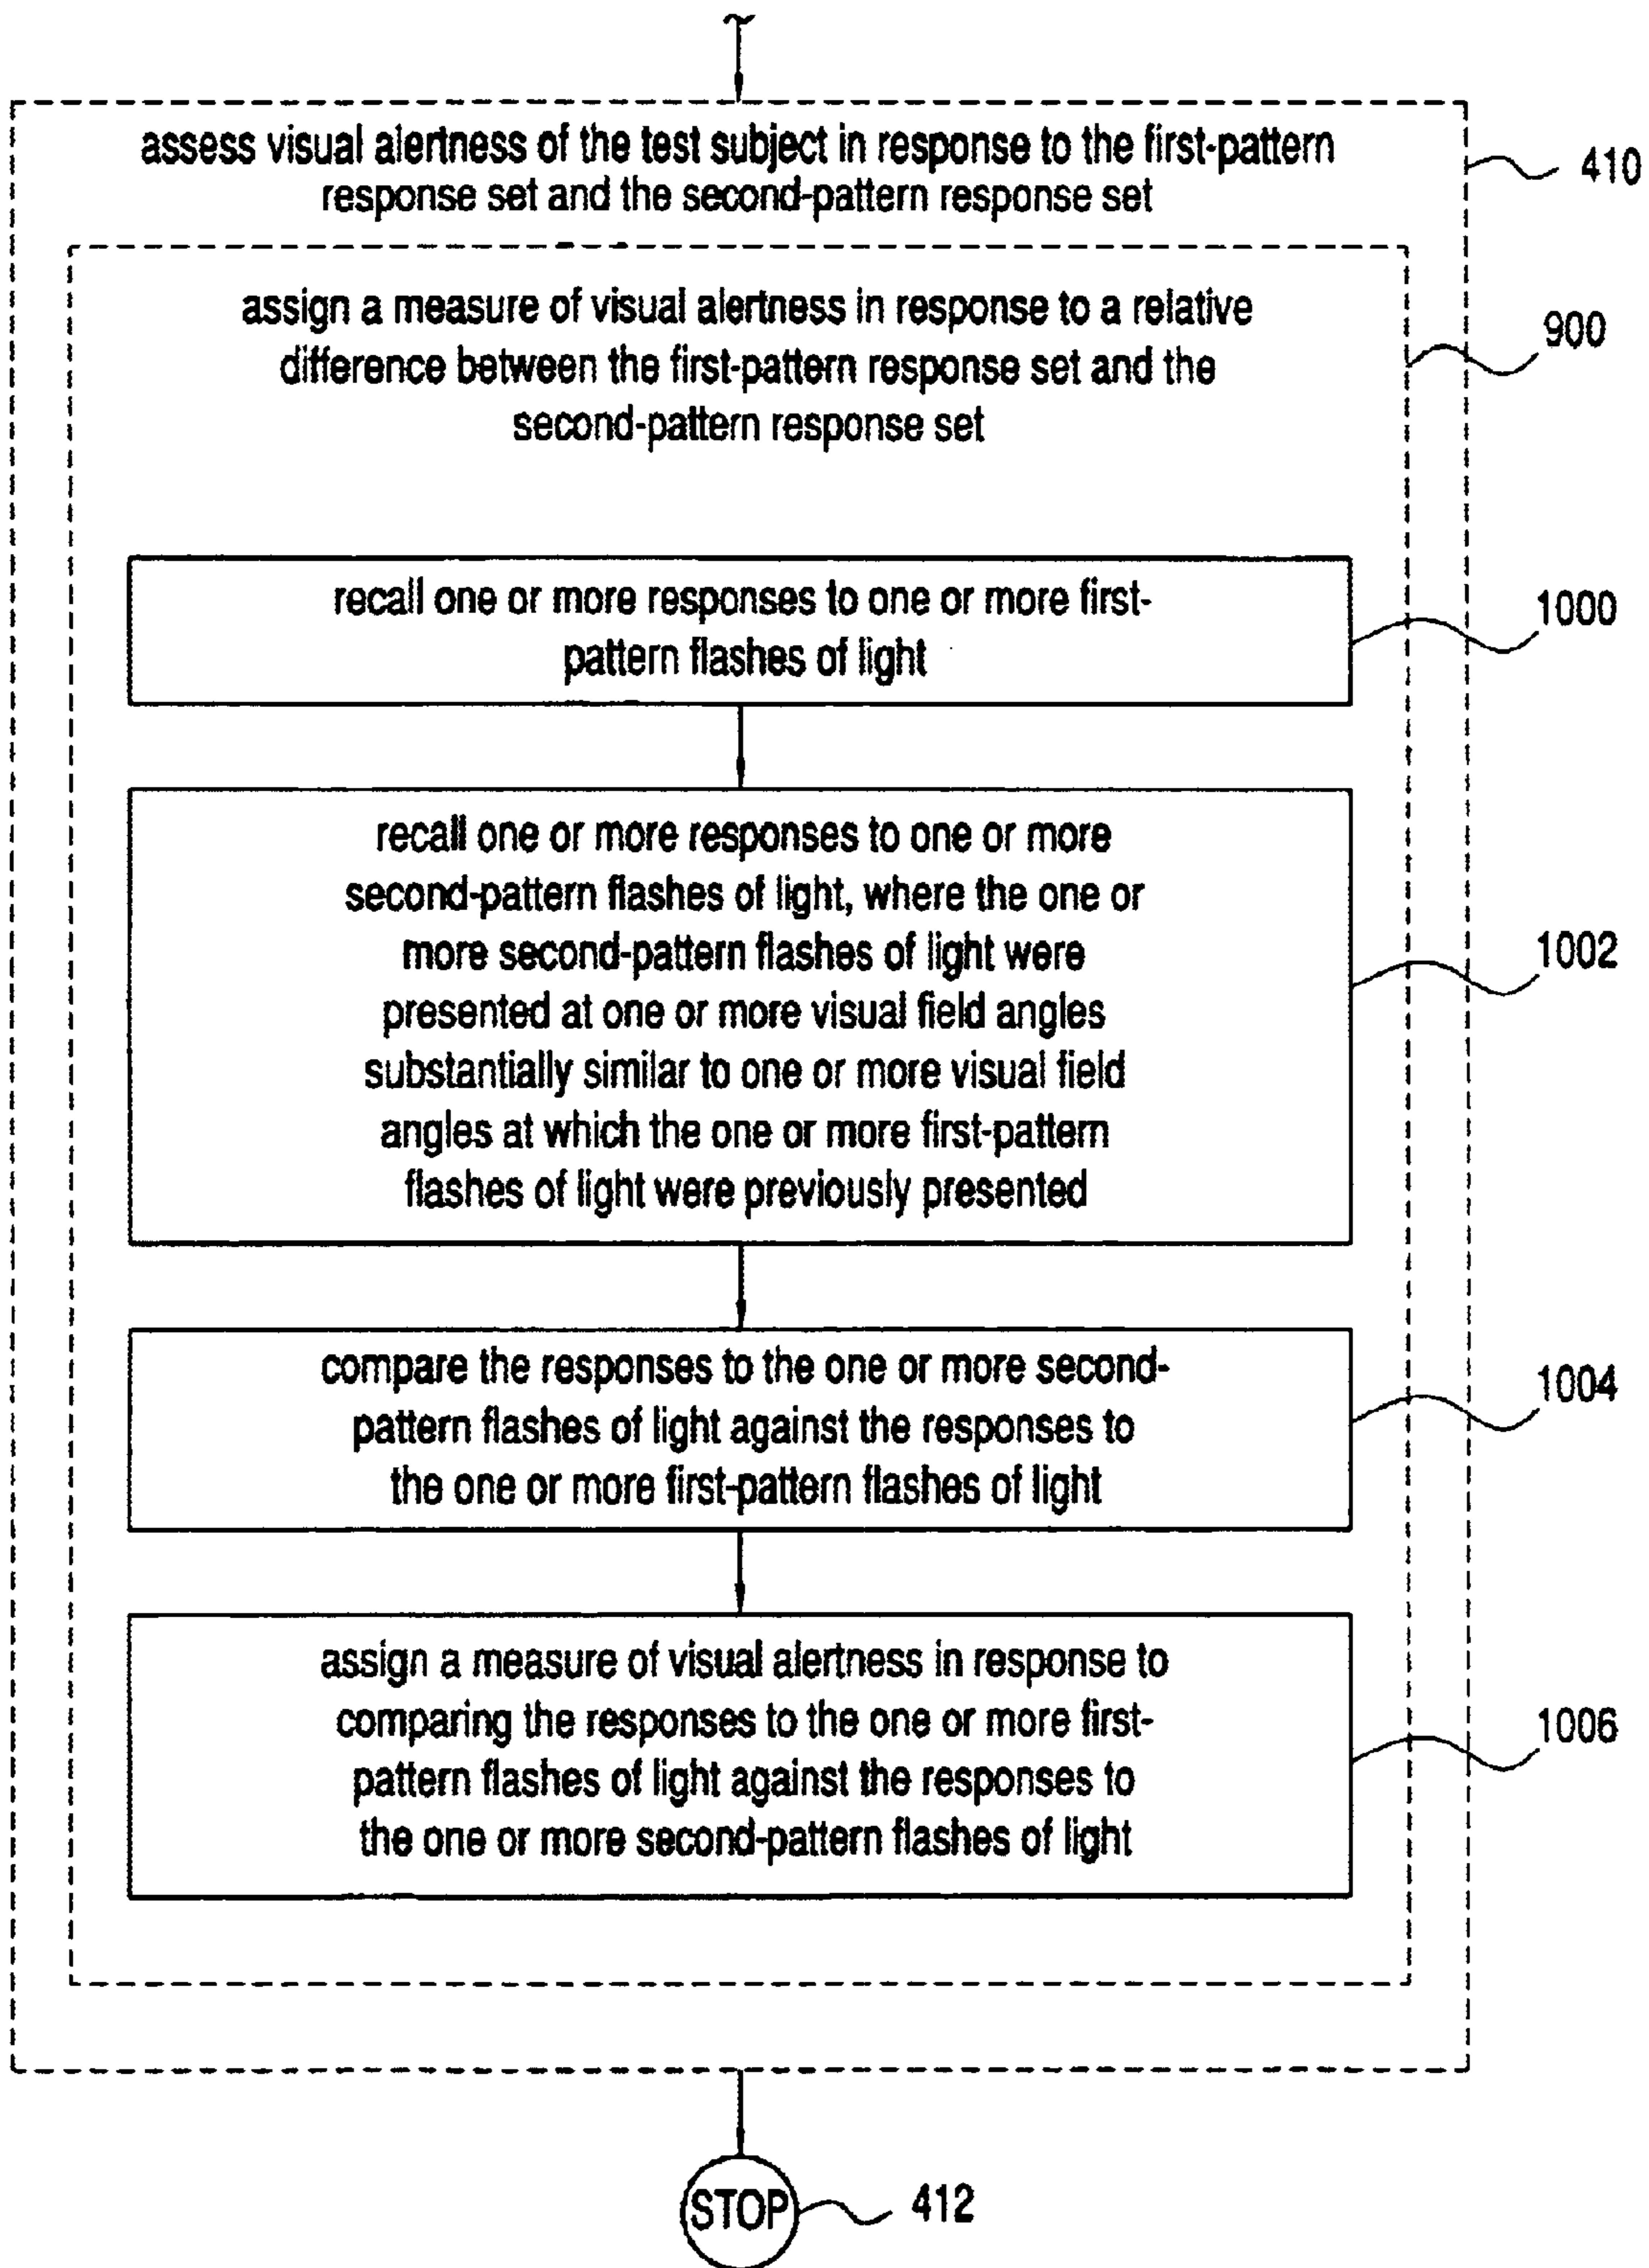 assess visual alertness of the test subject in response to the first-pattern
response set and the second-pattern response set
410
assign a measure of visual alertness in response to a relative
difference between the first-pattern response set and the
second-pattern response set
900
recall one or more responses to one or more first-
pattern flashes of light
1000
recall one or more responses to one or more
second-pattern flashes of light, where the one or
more second-pattern flashes of light were
presented at one or more visual field angles
substantially similar to one or more visual field
angles at which the one or more first-pattern
flashes of light were previously presented
1002
compare the responses to the one or more second-
pattern flashes of light against the responses to
the one or more first-pattern flashes of light
1004
assign a measure of visual alertness in response to
comparing the responses to the one or more first-
pattern flashes of light against the responses to
the one or more second-pattern flashes of light
1006
STOP
412